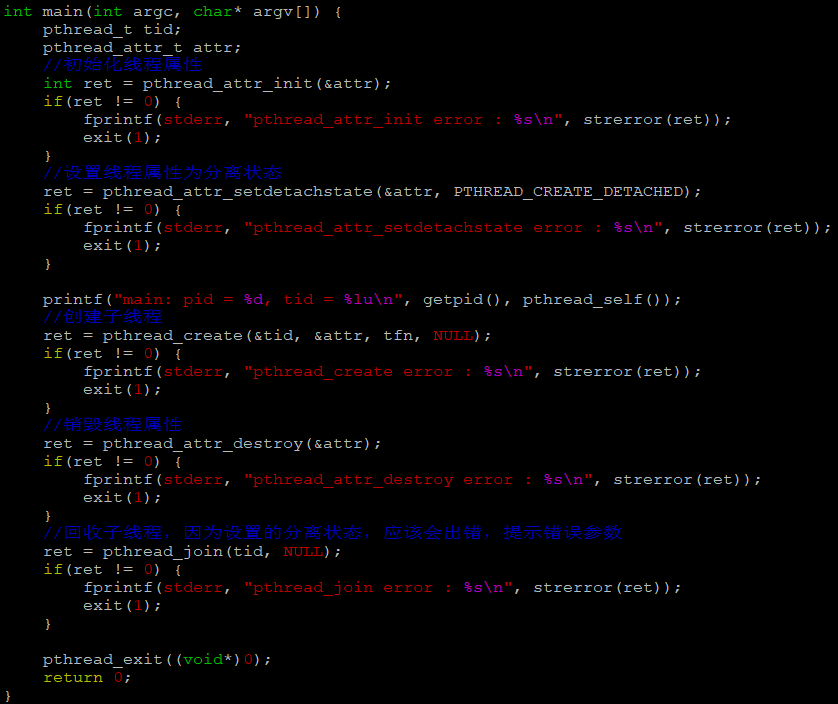 int main(int argc, char* argv[]) {
    pthread_t tid;
    pthread_attr_t attr;
    //初始化线程属性
    int ret = pthread_attr_init(&attr);
    if(ret != 0) {
        fprintf(stderr, "pthread_attr_init error : %s\n", strerror(ret));
        exit(1);
    }
    //设置线程属性为分离状态
    ret = pthread_attr_setdetachstate(&attr, PTHREAD_CREATE_DETACHED);
    if(ret != 0) {
        fprintf(stderr, "pthread_attr_setdetachstate error : %s\n", strerror(ret));
        exit(1);
    }

    printf("main: pid = %d, tid = %lu\n", getpid(), pthread_self());
    //创建子线程
    ret = pthread_create(&tid, &attr, tfn, NULL);
    if(ret != 0) {
        fprintf(stderr, "pthread_create error : %s\n", strerror(ret));
        exit(1);
    }
    //销毁线程属性
    ret = pthread_attr_destroy(&attr);
    if(ret != 0) {
        fprintf(stderr, "pthread_attr_destroy error : %s\n", strerror(ret));
        exit(1);
    }
    //回收子线程，因为设置的分离状态，应该会出错，提示错误参数
    ret = pthread_join(tid, NULL);
    if(ret != 0) {
        fprintf(stderr, "pthread_join error : %s\n", strerror(ret));
        exit(1);
    }

    pthread_exit((void*)0);
    return 0;
}